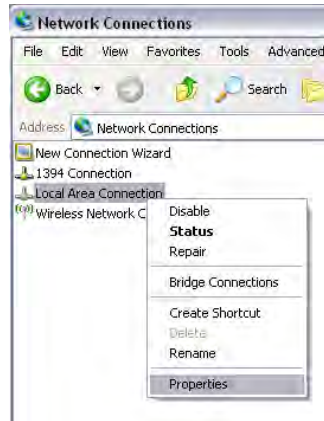 Network Connections
File Edit View Favorites Tools Advanced
Back Search
Address Network Connections
New Connection Wizard
1394 Connection
Local Area Connection
Wireless Network C
Disable
Status
Repair
Bridge Connections
Create Shortcut
Delete
Rename
Properties